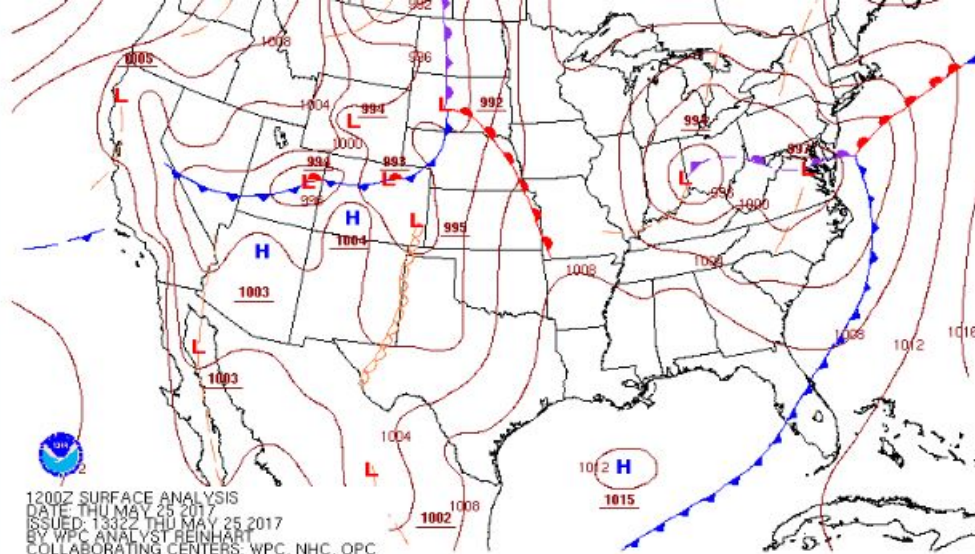 992
1008
1005
996
L
994
992
L
L
1004
1000
994
993
L
L
996
H
H
L
995
1004
1003
L
1003
L
997
L
1000
1008
1008
1008
1012
1016
1004
L
1008
1002
1012 H
1015
1200Z SURFACE ANALYSIS
DATE: THU MAY 25 2017
ISSUED: 1332Z THU MAY 25 2017
BY WPC ANALYST REINHART
COLLABORATING CENTERS: WPC, NHC, OPC